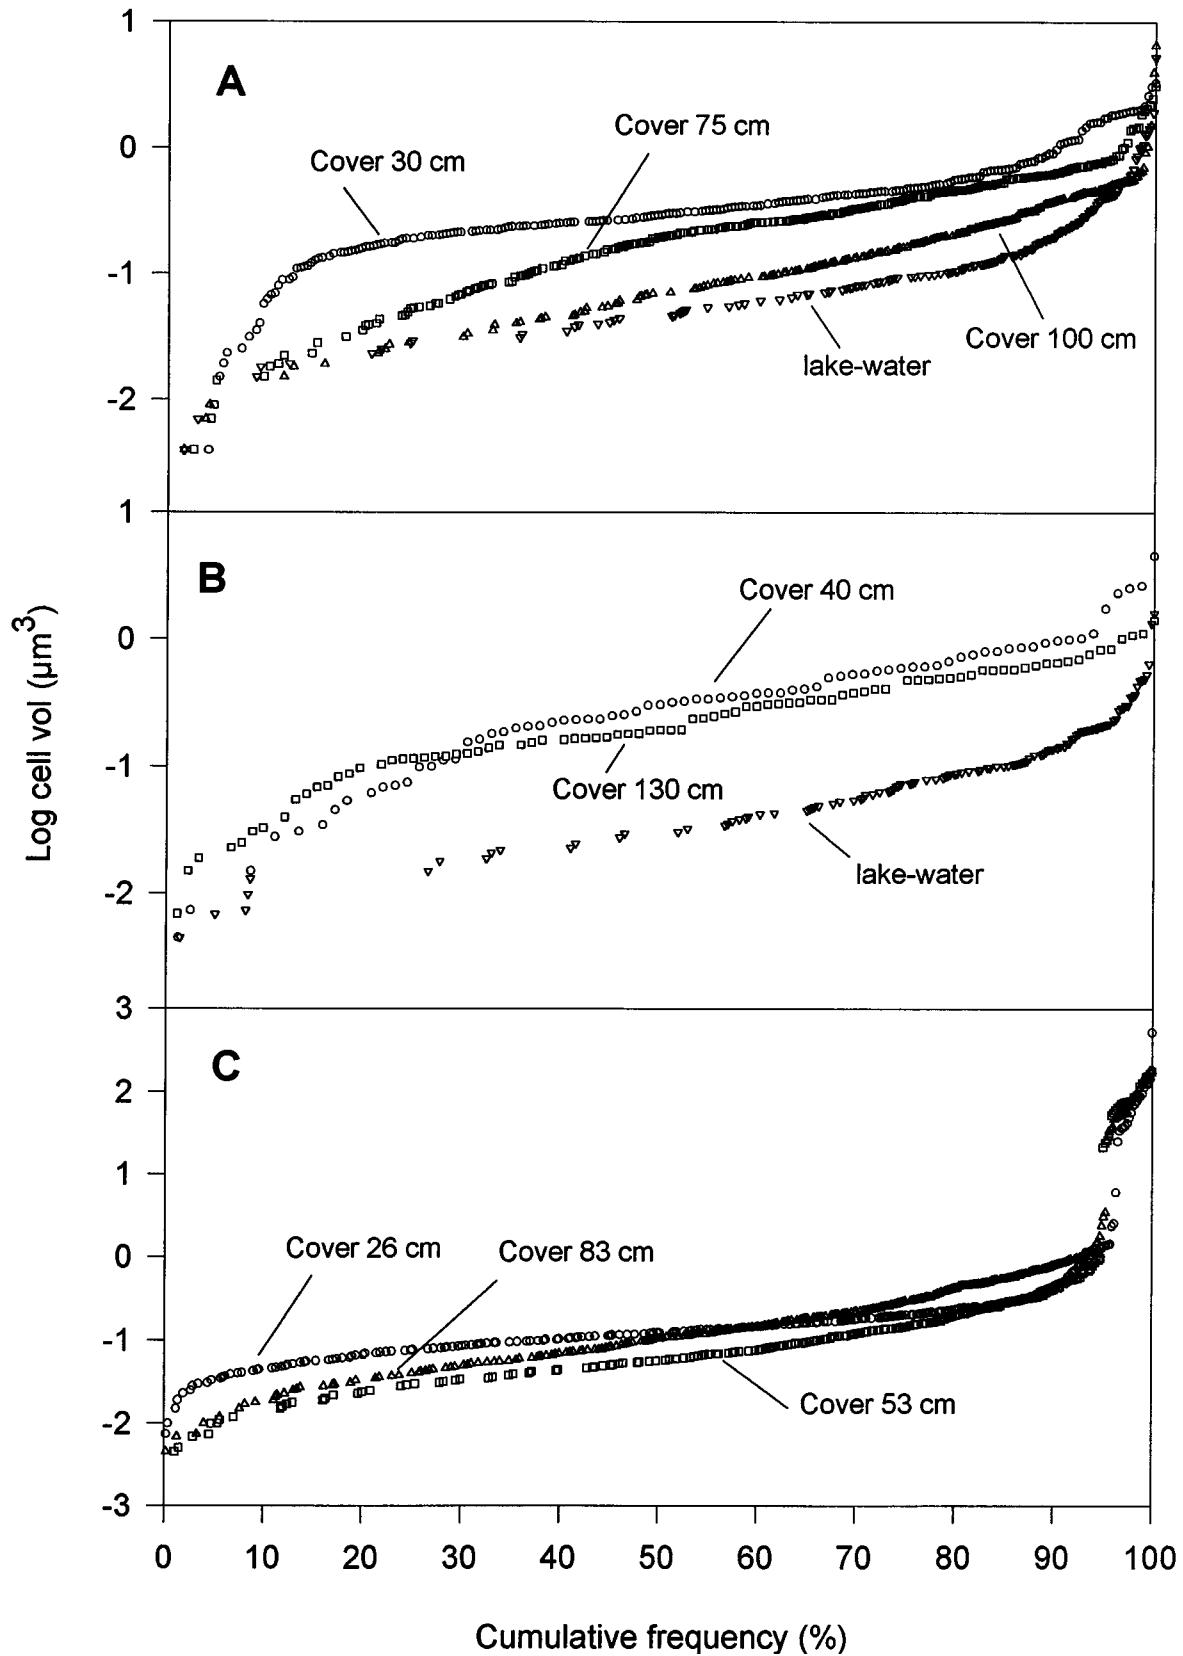 1
A
Cover 75 cm
Cover 30 cm
0
-1
Cover 100 cm
lake-water
-2
1
B
Cover 40 cm
0
-1
Cover 130 cm
lake-water
-2
Log cell vol (µm³)
3
C
2
1
Cover 26 cm
Cover 83 cm
0
-1
Cover 53 cm
-2
-3
0 10 20 30 40 50 60 70 80 90 100
Cumulative frequency (%)